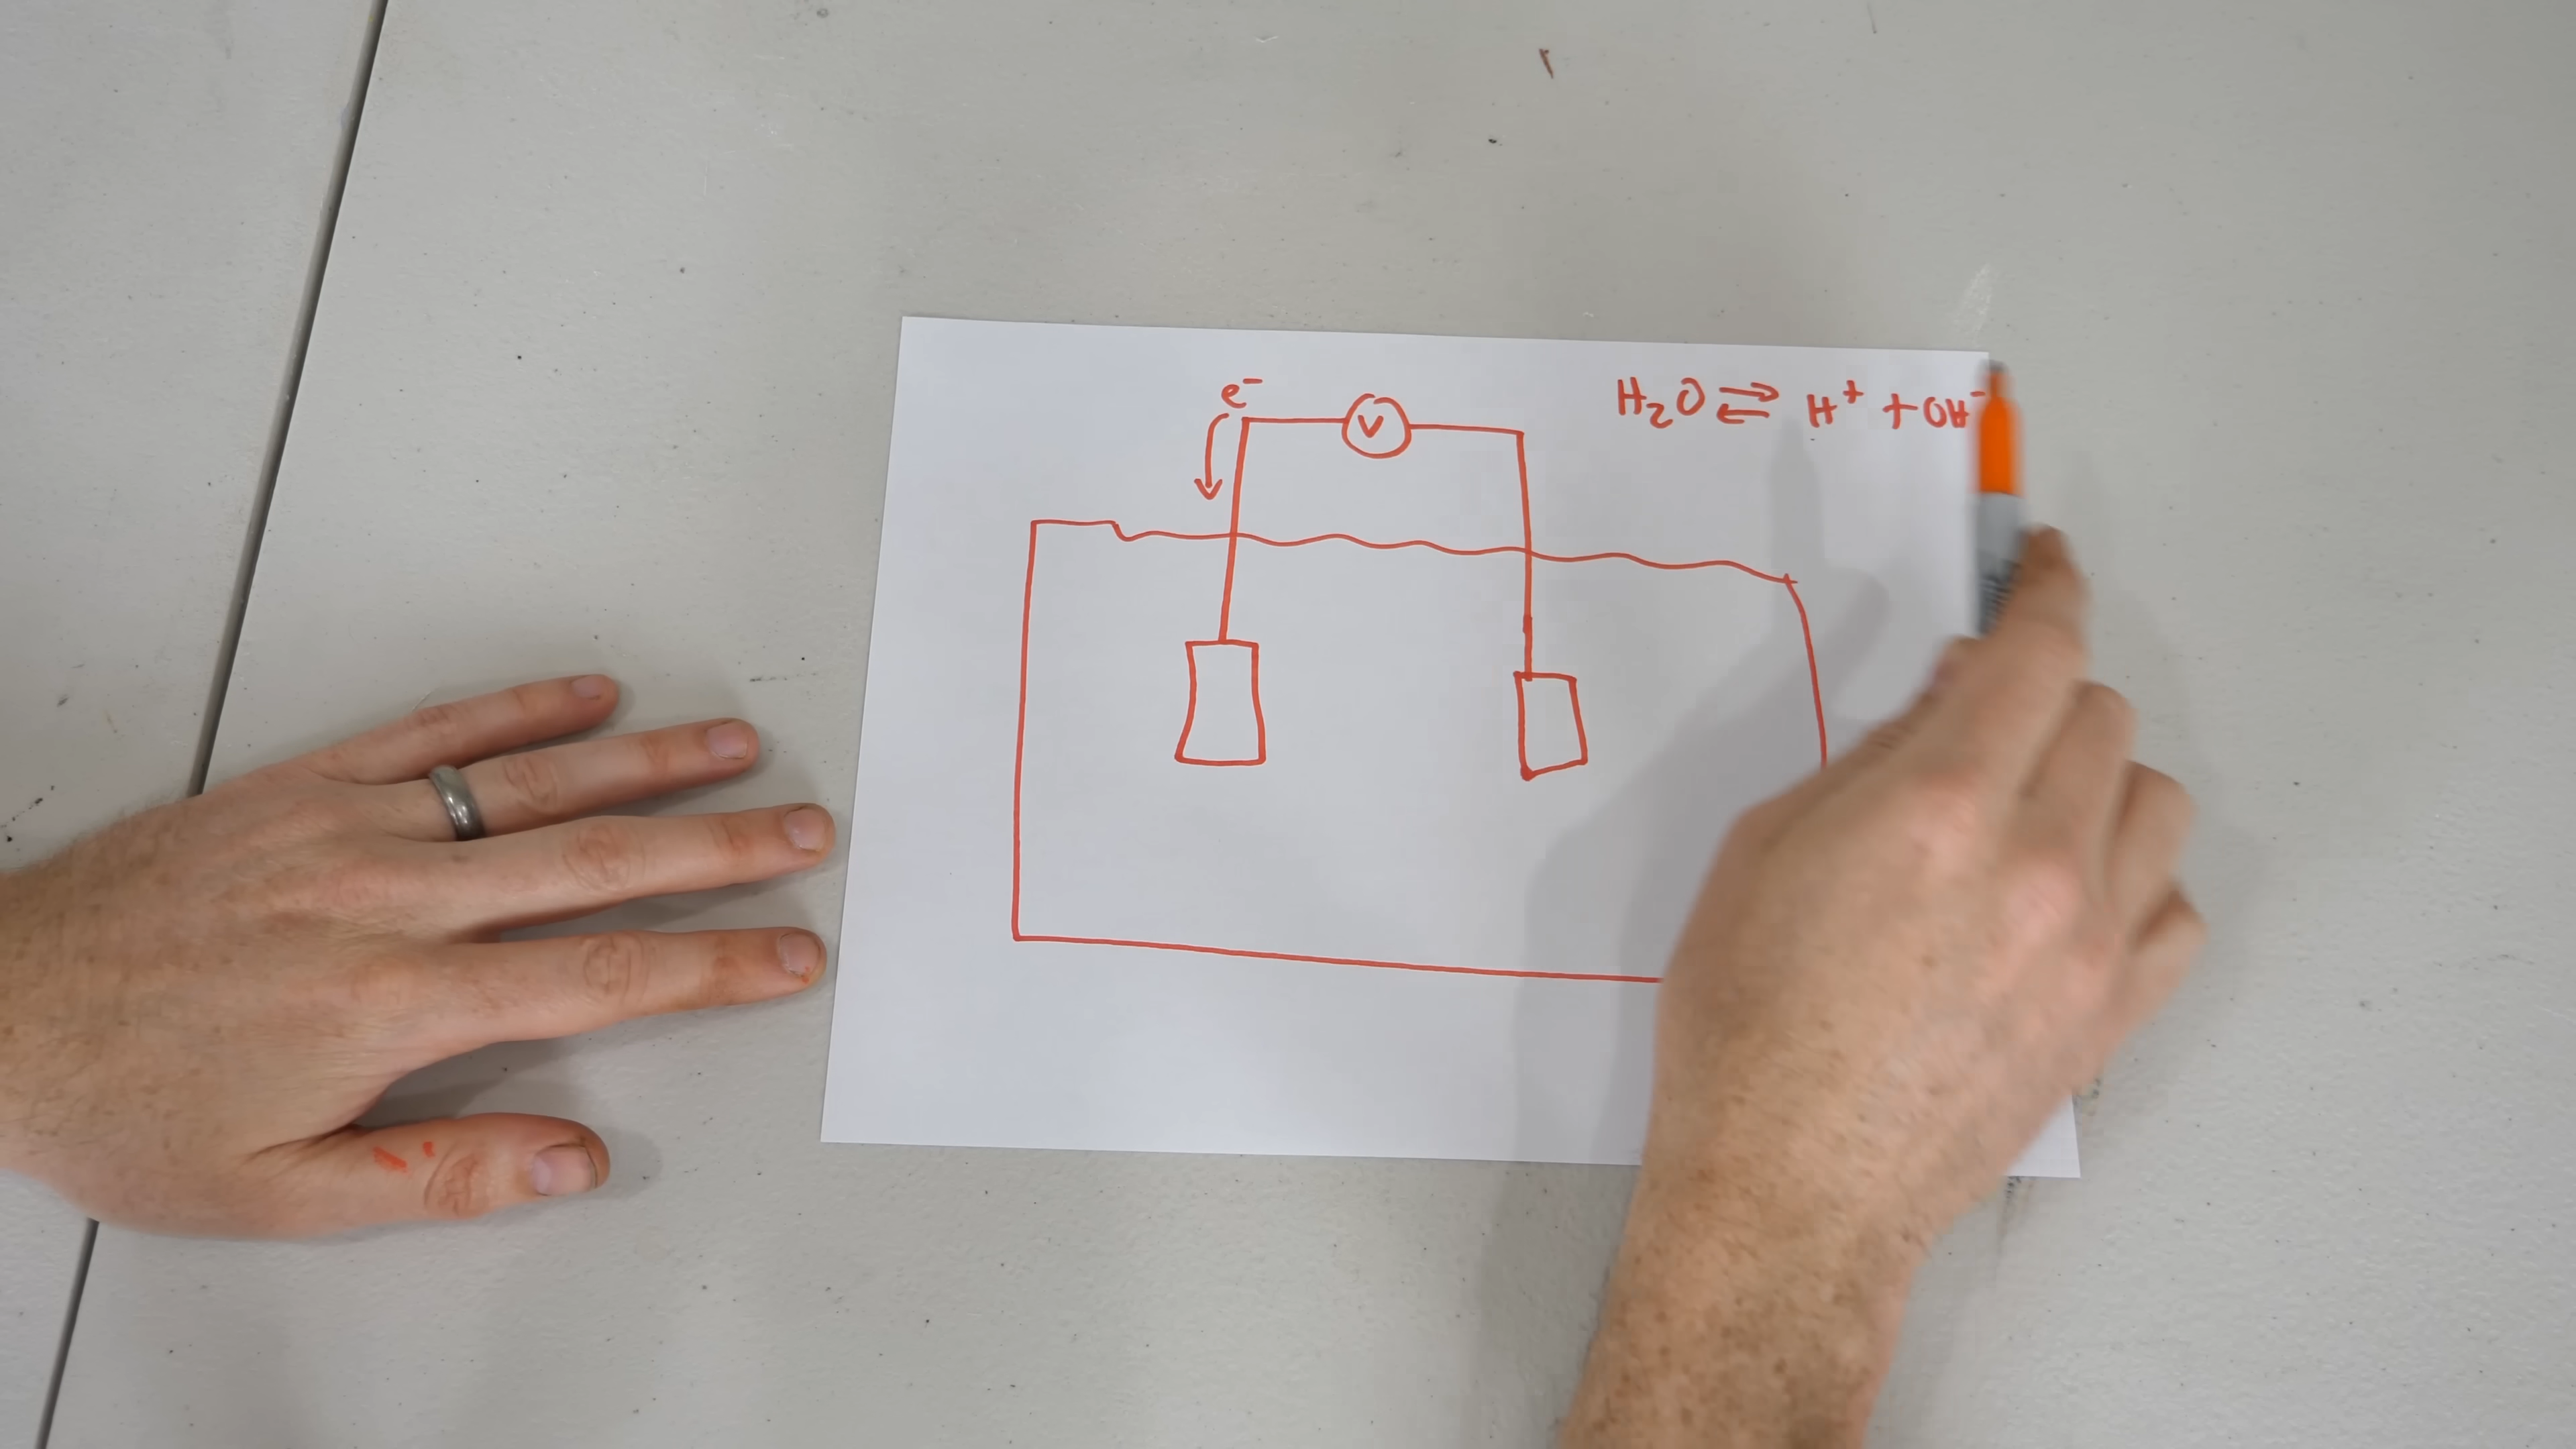 e⁻
V
H₂O ⇌ H⁺ + OH⁻